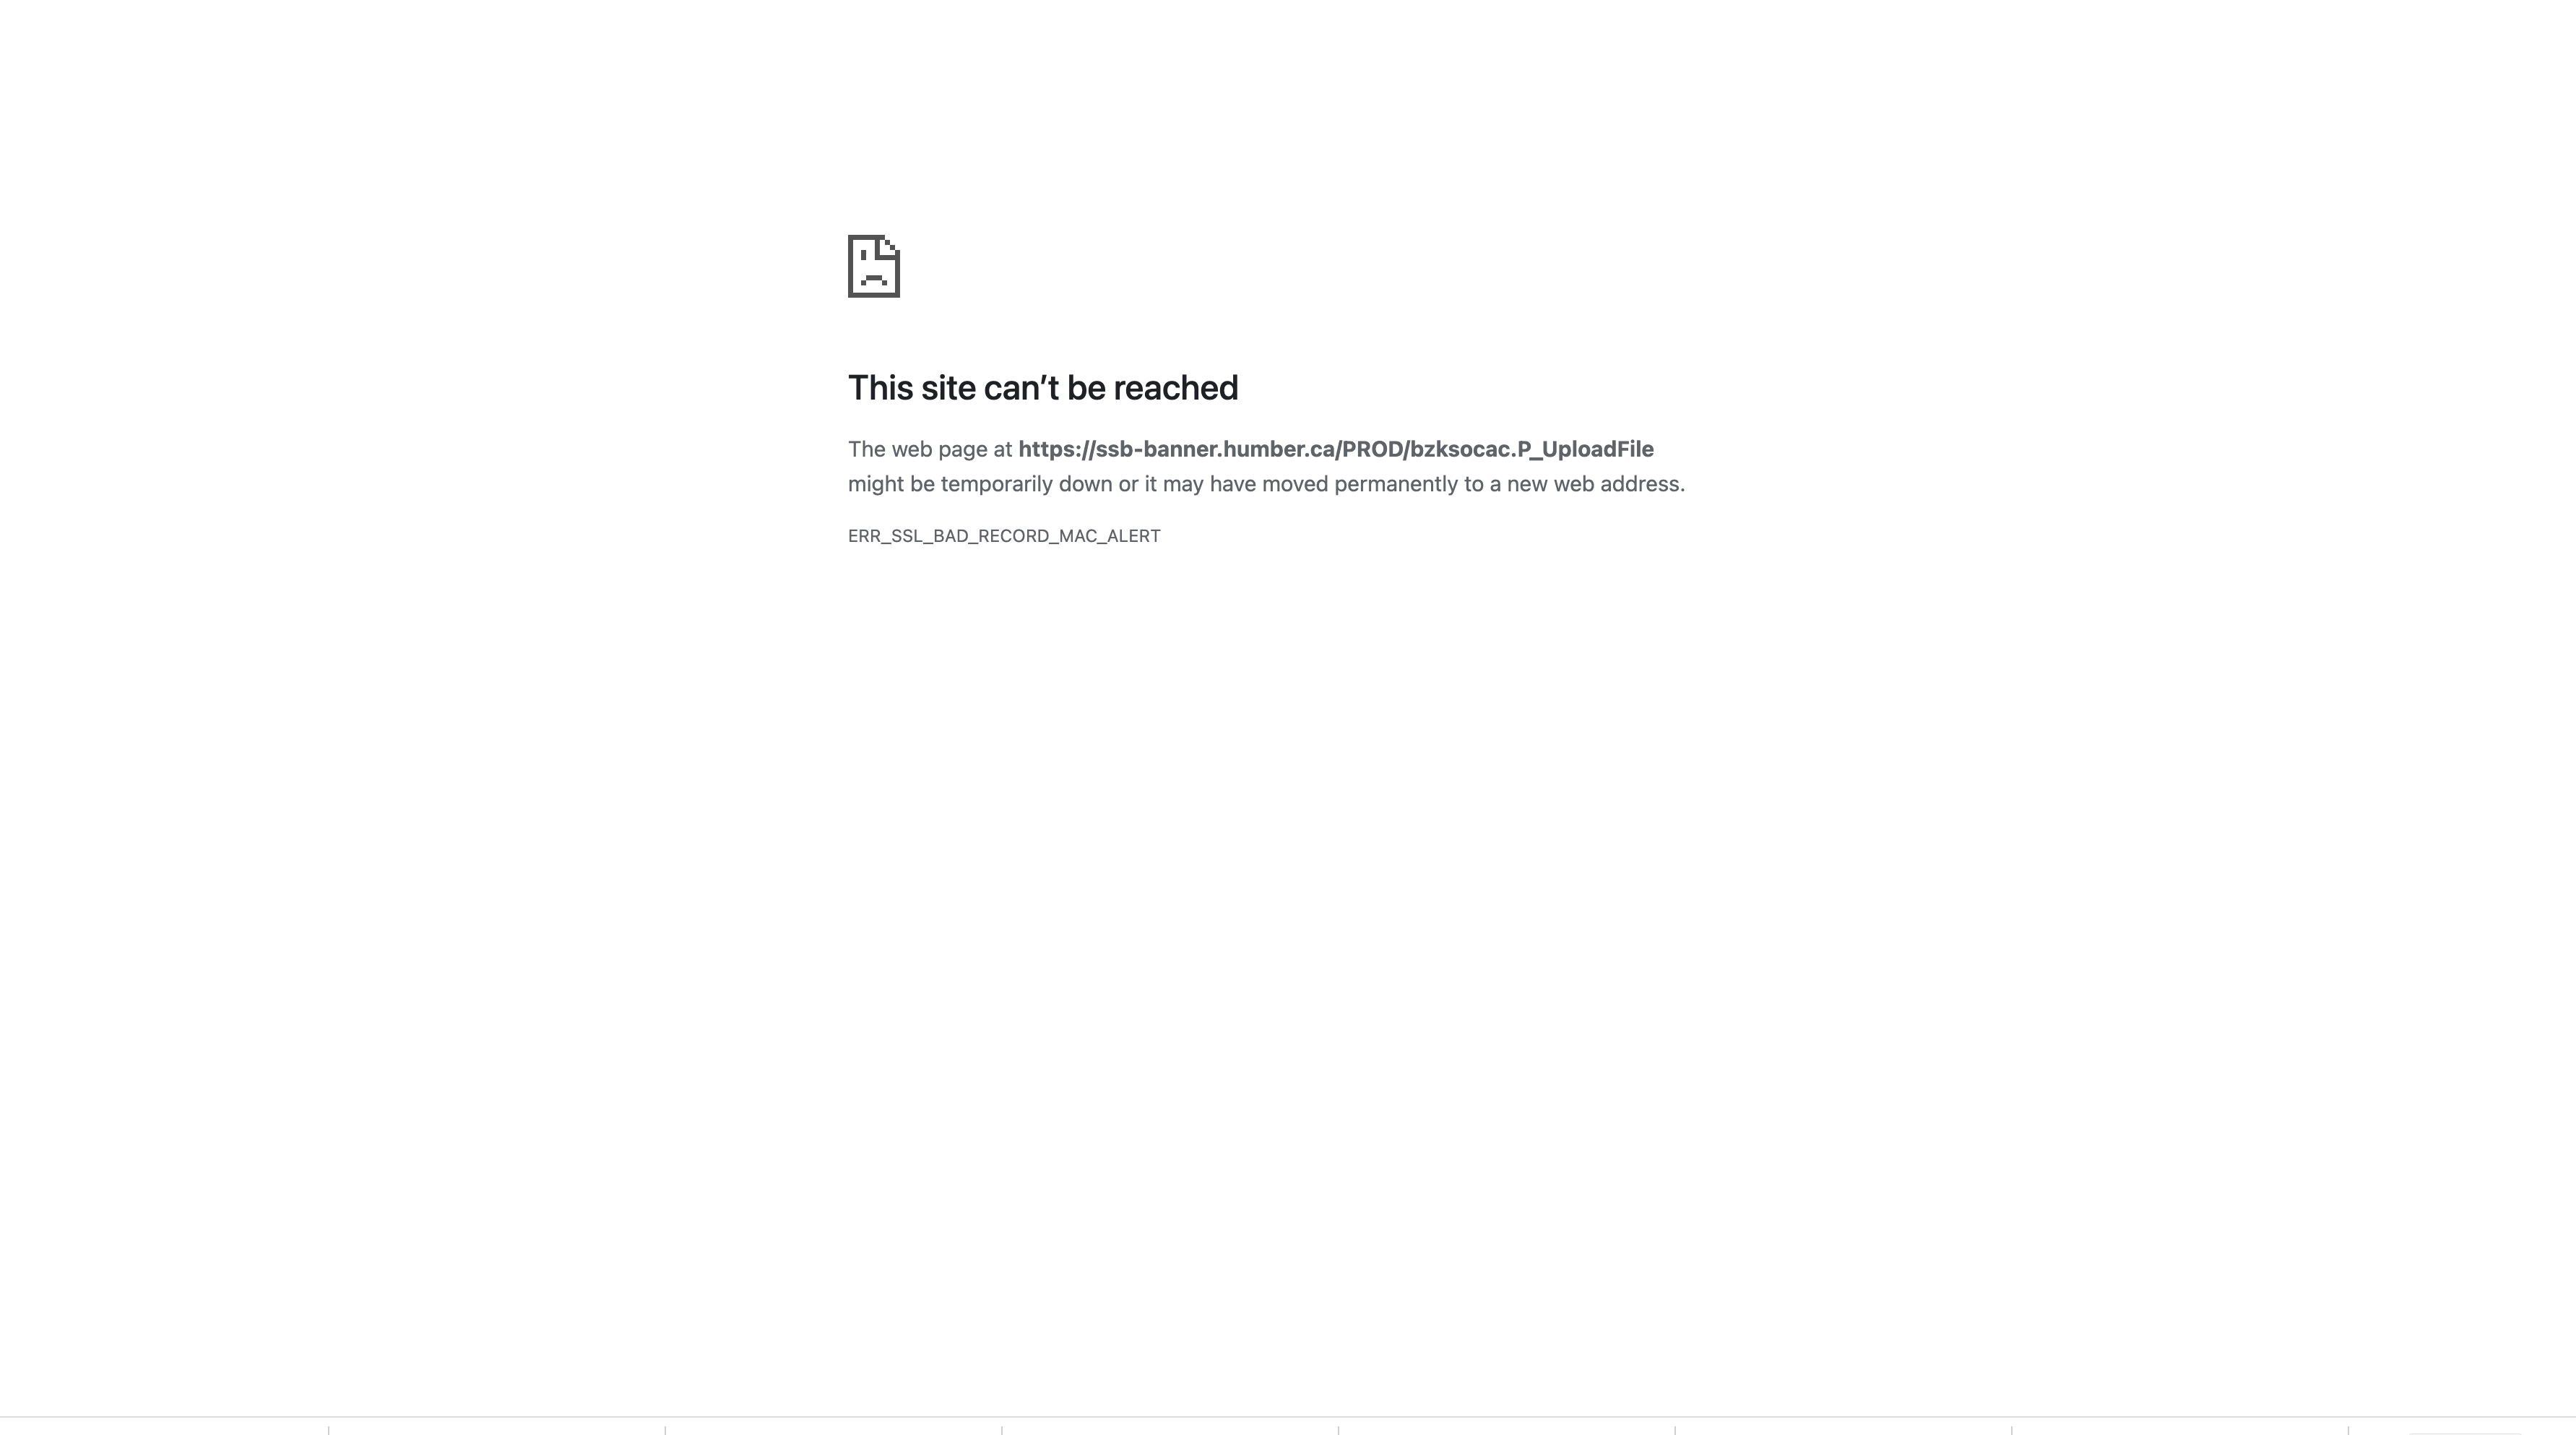 This site can’t be reached
The web page at https://ssb-banner.humber.ca/PROD/bzksocac.P_UploadFile
might be temporarily down or it may have moved permanently to a new web address.
ERR_SSL_BAD_RECORD_MAC_ALERT